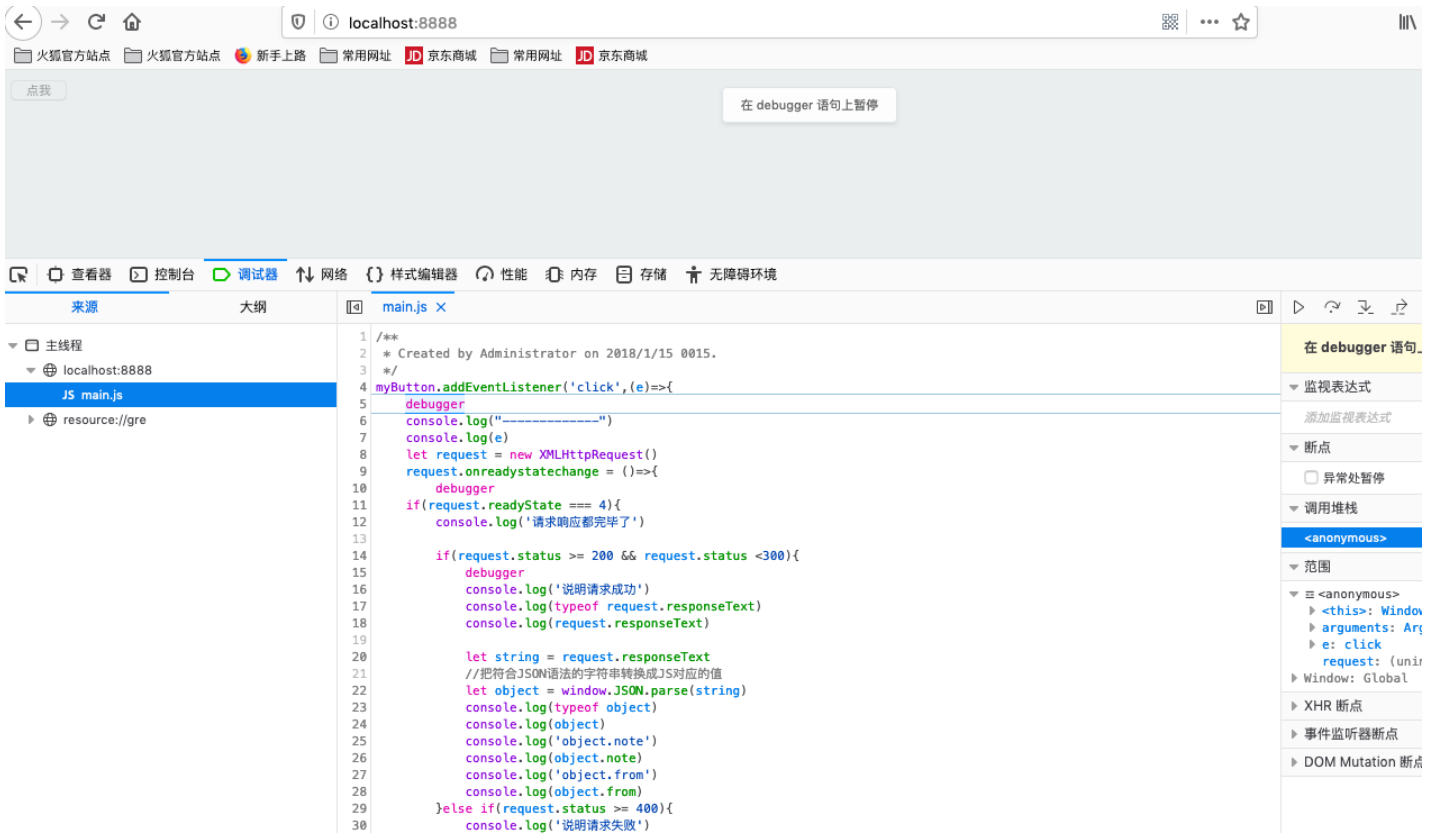 localhost:8888
火狐官方站点 火狐官方站点 新手上路 常用网址 JD 京东商城 常用网址 JD 京东商城
点我
在 debugger 语句上暂停
查看器 控制台 调试器 网络 {} 样式编辑器 性能 内存 存储 无障碍环境
来源 大纲
主线程
localhost:8888
JS main.js
resource://gre
main.js ×
1 /**
2 * Created by Administrator on 2018/1/15 0015.
3 */
4 myButton.addEventListener('click',(e)=>{
5 debugger
6 console.log("—————————————")
7 console.log(e)
8 let request = new XMLHttpRequest()
9 request.onreadystatechange = ()=>{
10 debugger
11 if(request.readyState === 4){
12 console.log('请求响应都完毕了')
13
14 if(request.status >= 200 && request.status <300){
15 debugger
16 console.log('说明请求成功')
17 console.log(typeof request.responseText)
18 console.log(request.responseText)
19
20 let string = request.responseText
21 //把符合JSON语法的字符串转换成JS对应的值
22 let object = window.JSON.parse(string)
23 console.log(typeof object)
24 console.log(object)
25 console.log('object.note')
26 console.log(object.note)
27 console.log('object.from')
28 console.log(object.from)
29 }else if(request.status >= 400){
30 console.log('说明请求失败')
在 debugger 语句
监视表达式
添加监视表达式
断点
异常处暂停
调用堆栈
<anonymous>
范围
<anonymous>
<this>: Window
arguments: Arg
e: click
request: (unin
Window: Global
XHR 断点
事件监听器断点
DOM Mutation 断点